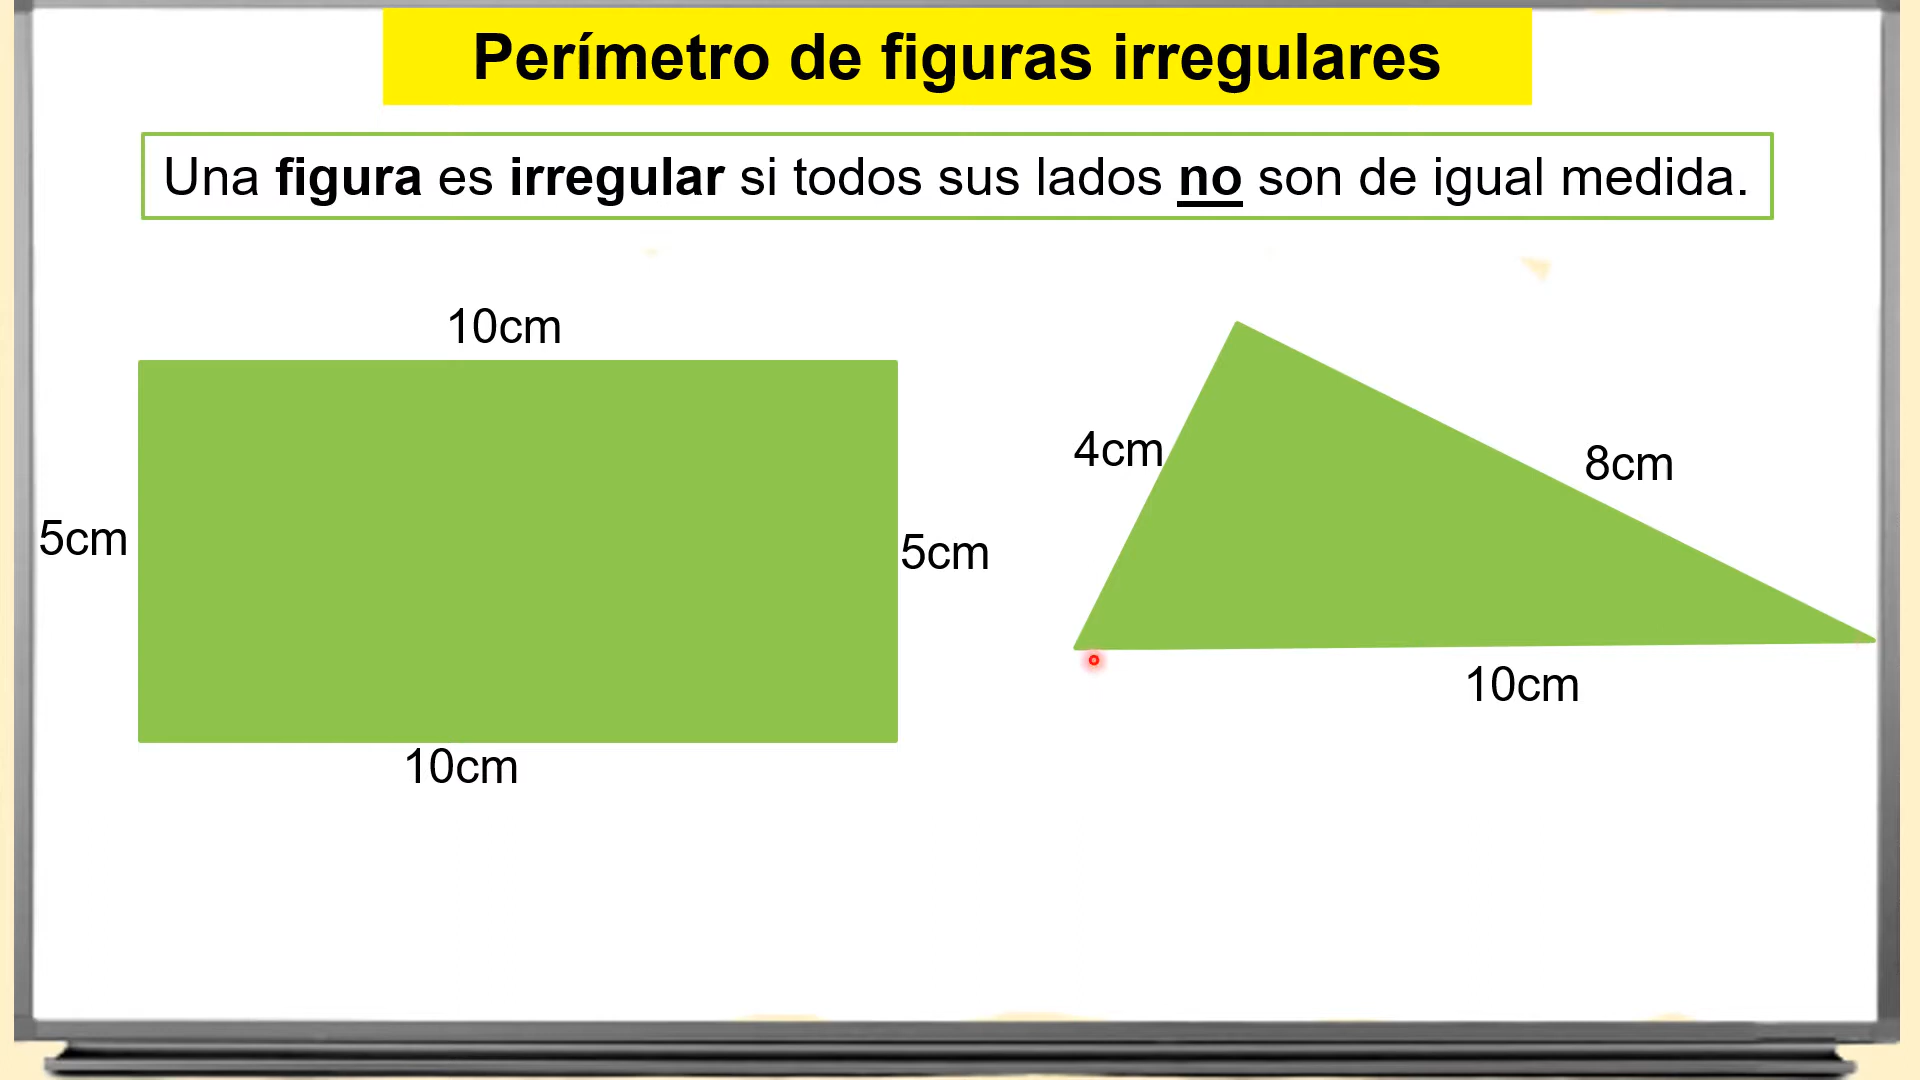 Perímetro de figuras irregulares
Una figura es irregular si todos sus lados no son de igual medida.
10cm
5cm
5cm
10cm
4cm
8cm
10cm